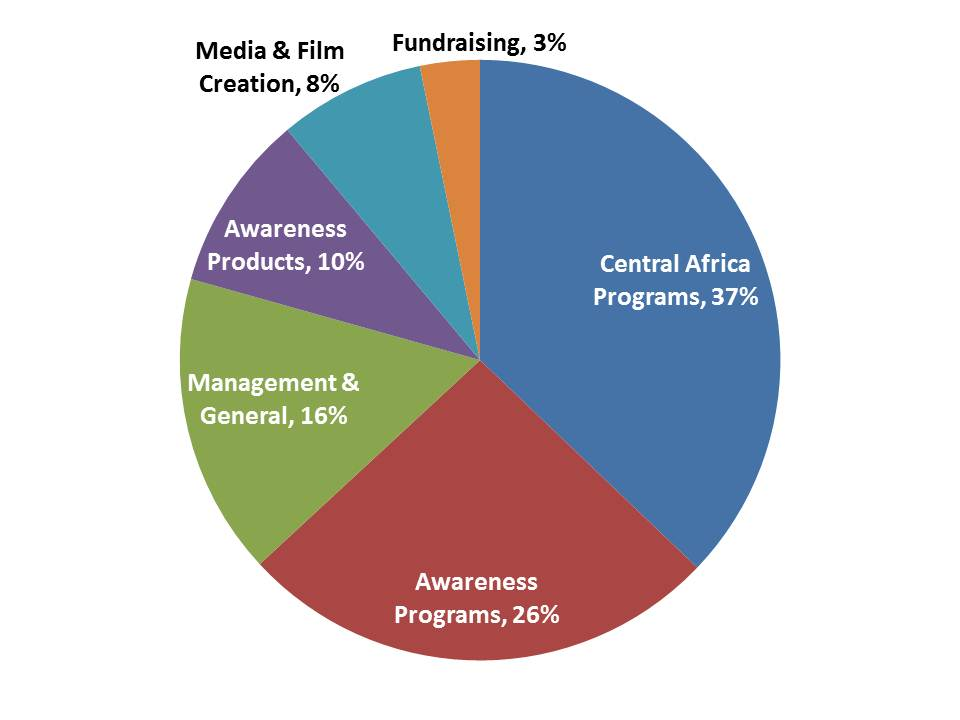 Fundraising, 3%
Media & Film
Creation, 8%
Awareness
Products, 10%
Central Africa
Programs, 37%
Management &
General, 16%
Awareness
Programs, 26%